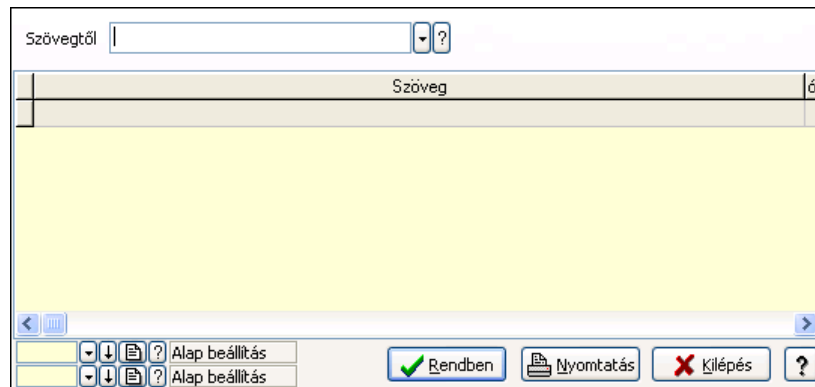 Szövegtől ?
Szöveg ó
? Alap beállítás
? Alap beállítás
Rendben Nyomtatás Kilépés ?